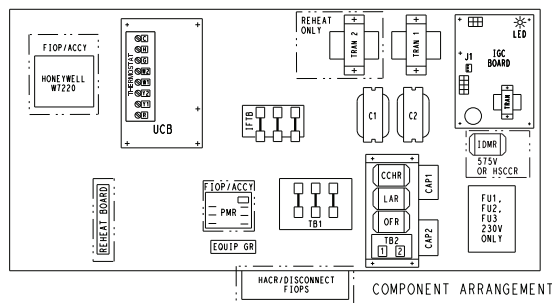 FIOP/ACCY
HONEYWELL
W7220
THERMOSTAT
C
H
G
W2
W1
Y2
Y1
R
UCB
REHEAT
ONLY
TRAN 2
TRAN 1
LED
J1
IGC
BOARD
TRAN
IFTB
C1
C2
IDMR
575V
OR HSCCR
REHEAT BOARD
FIOP/ACCY
PMR
EQUIP GR
TB1
CCHR
LAR
OFR
TB2
1
2
CAP1
CAP2
FU1,
FU2,
FU3
230V
ONLY
HACR/DISCONNECT
FIOPS
COMPONENT ARRANGEMENT